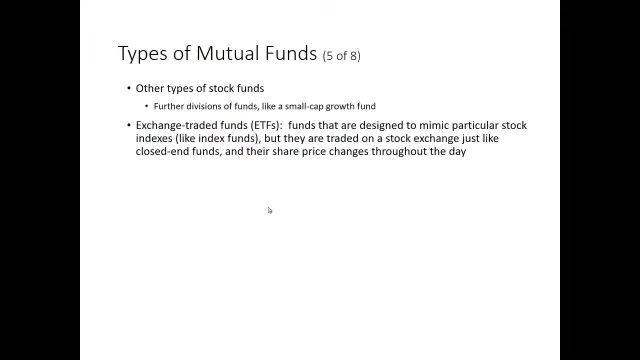 Types of Mutual Funds (5 of 8)
• Other types of stock funds
• Further divisions of funds, like a small-cap growth fund
• Exchange-traded funds (ETFs): funds that are designed to mimic particular stock
indexes (like index funds), but they are traded on a stock exchange just like
closed-end funds, and their share price changes throughout the day